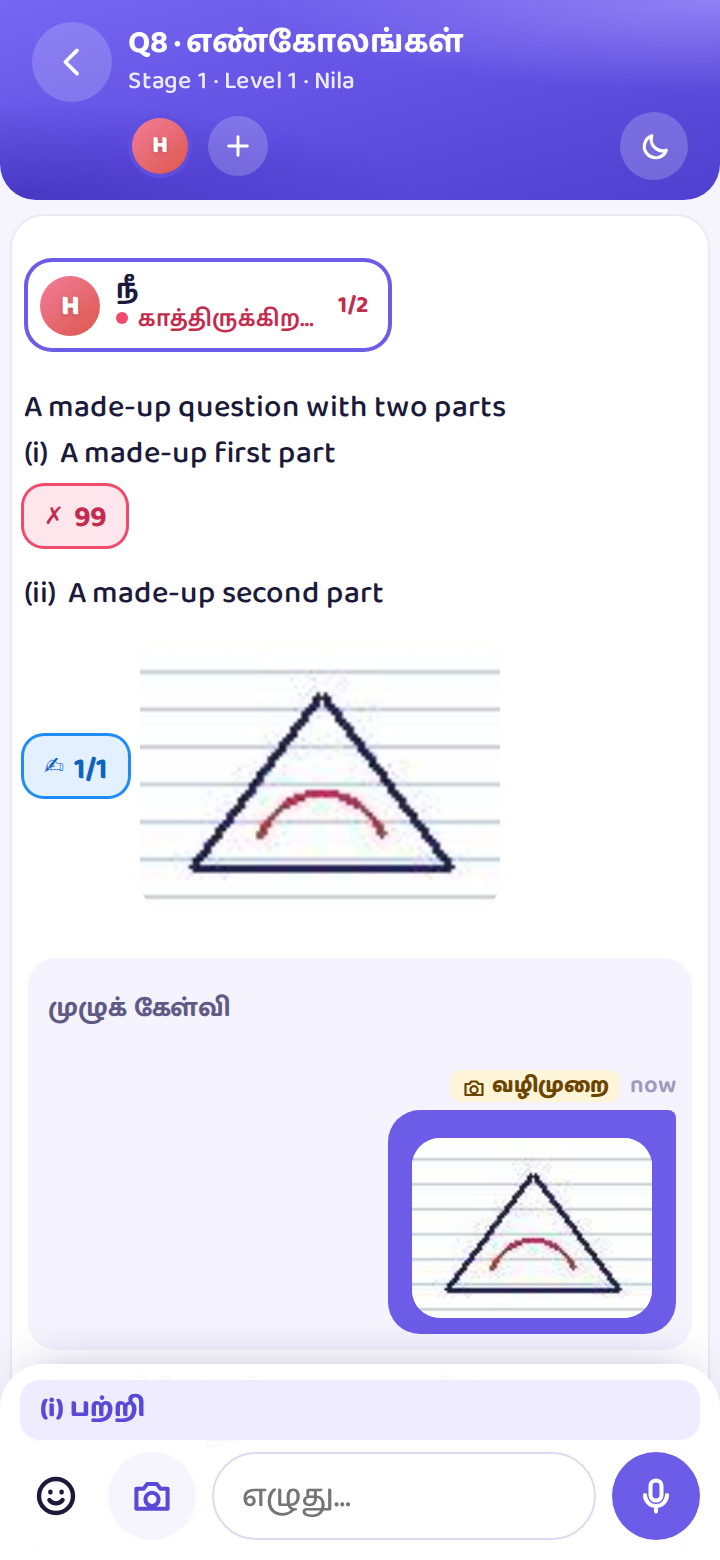 Q8 · எண்கோலங்கள்
Stage 1 · Level 1 · Nila
H
H
நீ
காத்திருக்கிற...
1/2
A made-up question with two parts
(i) A made-up first part
✗ 99
(ii) A made-up second part
✍ 1/1
முழுக் கேள்வி
வழிமுறை now
(i) பற்றி
எழுது...